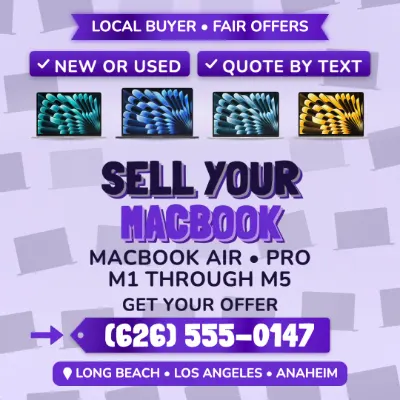 LOCAL BUYER • FAIR OFFERS
✓ NEW OR USED
✓ QUOTE BY TEXT
SELL YOUR
MACBOOK
MACBOOK AIR • PRO
M1 THROUGH M5
GET YOUR OFFER
(626) 555-0147
LONG BEACH • LOS ANGELES • ANAHEIM